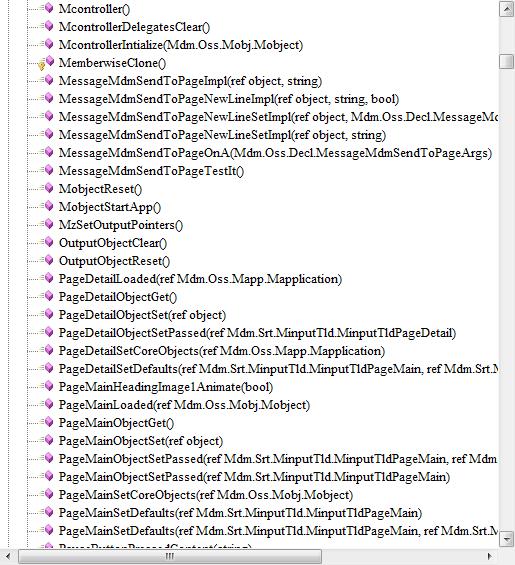 Mcontroller()
McontrollerDelegatesClear()
McontrollerIntialize(Mdm.Oss.Mobj.Mobject)
MemberwiseClone()
MessageMdmSendToPageImpl(ref object, string)
MessageMdmSendToPageNewLineImpl(ref object, string, bool)
MessageMdmSendToPageNewLineSetImpl(ref object, Mdm.Oss.Decl.MessageMd
MessageMdmSendToPageNewLineSetImpl(ref object, string)
MessageMdmSendToPageOnA(Mdm.Oss.Decl.MessageMdmSendToPageArgs)
MessageMdmSendToPageTestIt()
MobjectReset()
MobjectStartApp()
MzSetOutputPointers()
OutputObjectClear()
OutputObjectReset()
PageDetailLoaded(ref Mdm.Oss.Mapp.Mapplication)
PageDetailObjectGet()
PageDetailObjectSet(ref object)
PageDetailObjectSetPassed(ref Mdm.Srt.MinputTld.MinputTldPageDetail)
PageDetailSetCoreObjects(ref Mdm.Oss.Mapp.Mapplication)
PageDetailSetDefaults(ref Mdm.Srt.MinputTld.MinputTldPageMain, ref Mdm.Srt.M
PageMainHeadingImage1Animate(bool)
PageMainLoaded(ref Mdm.Oss.Mobj.Mobject)
PageMainObjectGet()
PageMainObjectSet(ref object)
PageMainObjectSetPassed(ref Mdm.Srt.MinputTld.MinputTldPageMain, ref Mdm
PageMainObjectSetPassed(ref Mdm.Srt.MinputTld.MinputTldPageMain)
PageMainSetCoreObjects(ref Mdm.Oss.Mobj.Mobject)
PageMainSetDefaults(ref Mdm.Srt.MinputTld.MinputTldPageMain)
PageMainSetDefaults(ref Mdm.Srt.MinputTld.MinputTldPageMain, ref Mdm.Srt.M